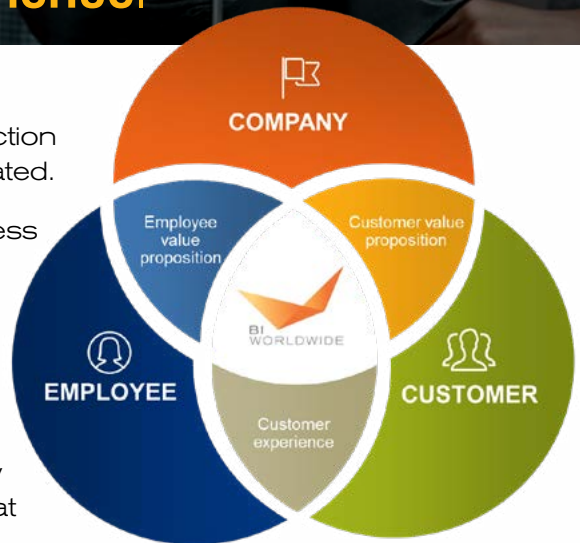 COMPANY
ction
ated.
ess
Employee
value
proposition
Customer value
proposition
BI
WORLDWIDE
EMPLOYEE
CUSTOMER
Customer
experience
at